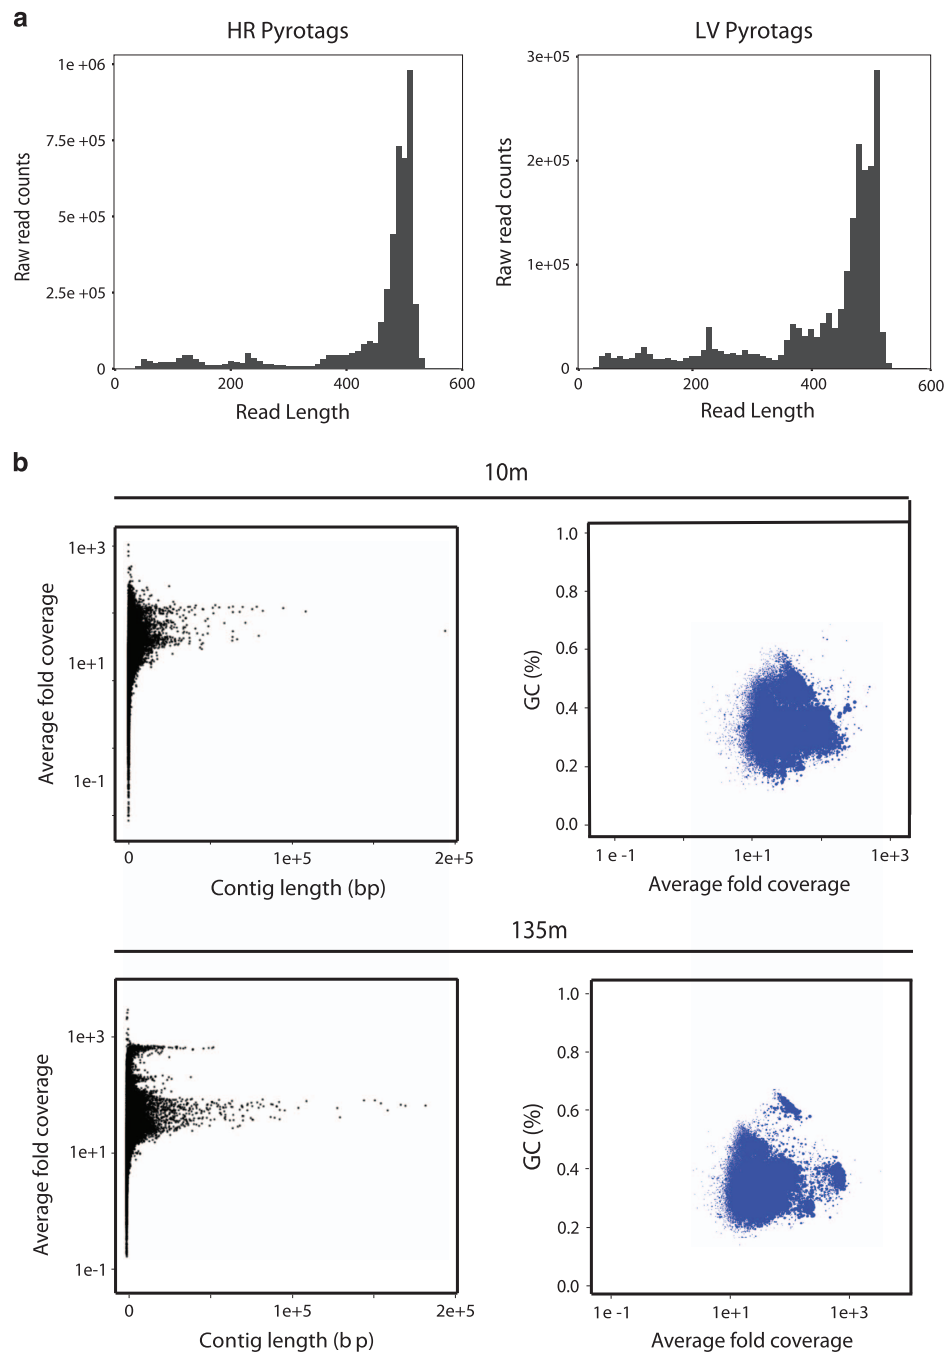 a
HR Pyrotags
LV Pyrotags
Raw read counts
1e +06
7.5e +05
5e +05
2.5e +05
0
0
200
400
600
Read Length
Raw read counts
3e+05
2e+05
1e+05
0
0
200
400
600
Read Length
b
10m
Average fold coverage
1e+3
1e+1
1e-1
0
1e+5
2e+5
Contig length (bp)
GC (%)
1.0
0.8
0.6
0.4
0.2
0.0
1 e -1
1e+1
1e+3
Average fold coverage
135m
Average fold coverage
1e+3
1e+1
1e-1
0
1e+5
2e+5
Contig length (b p)
GC (%)
1.0
0.8
0.6
0.4
0.2
0.0
1e -1
1e+1
1e+3
Average fold coverage